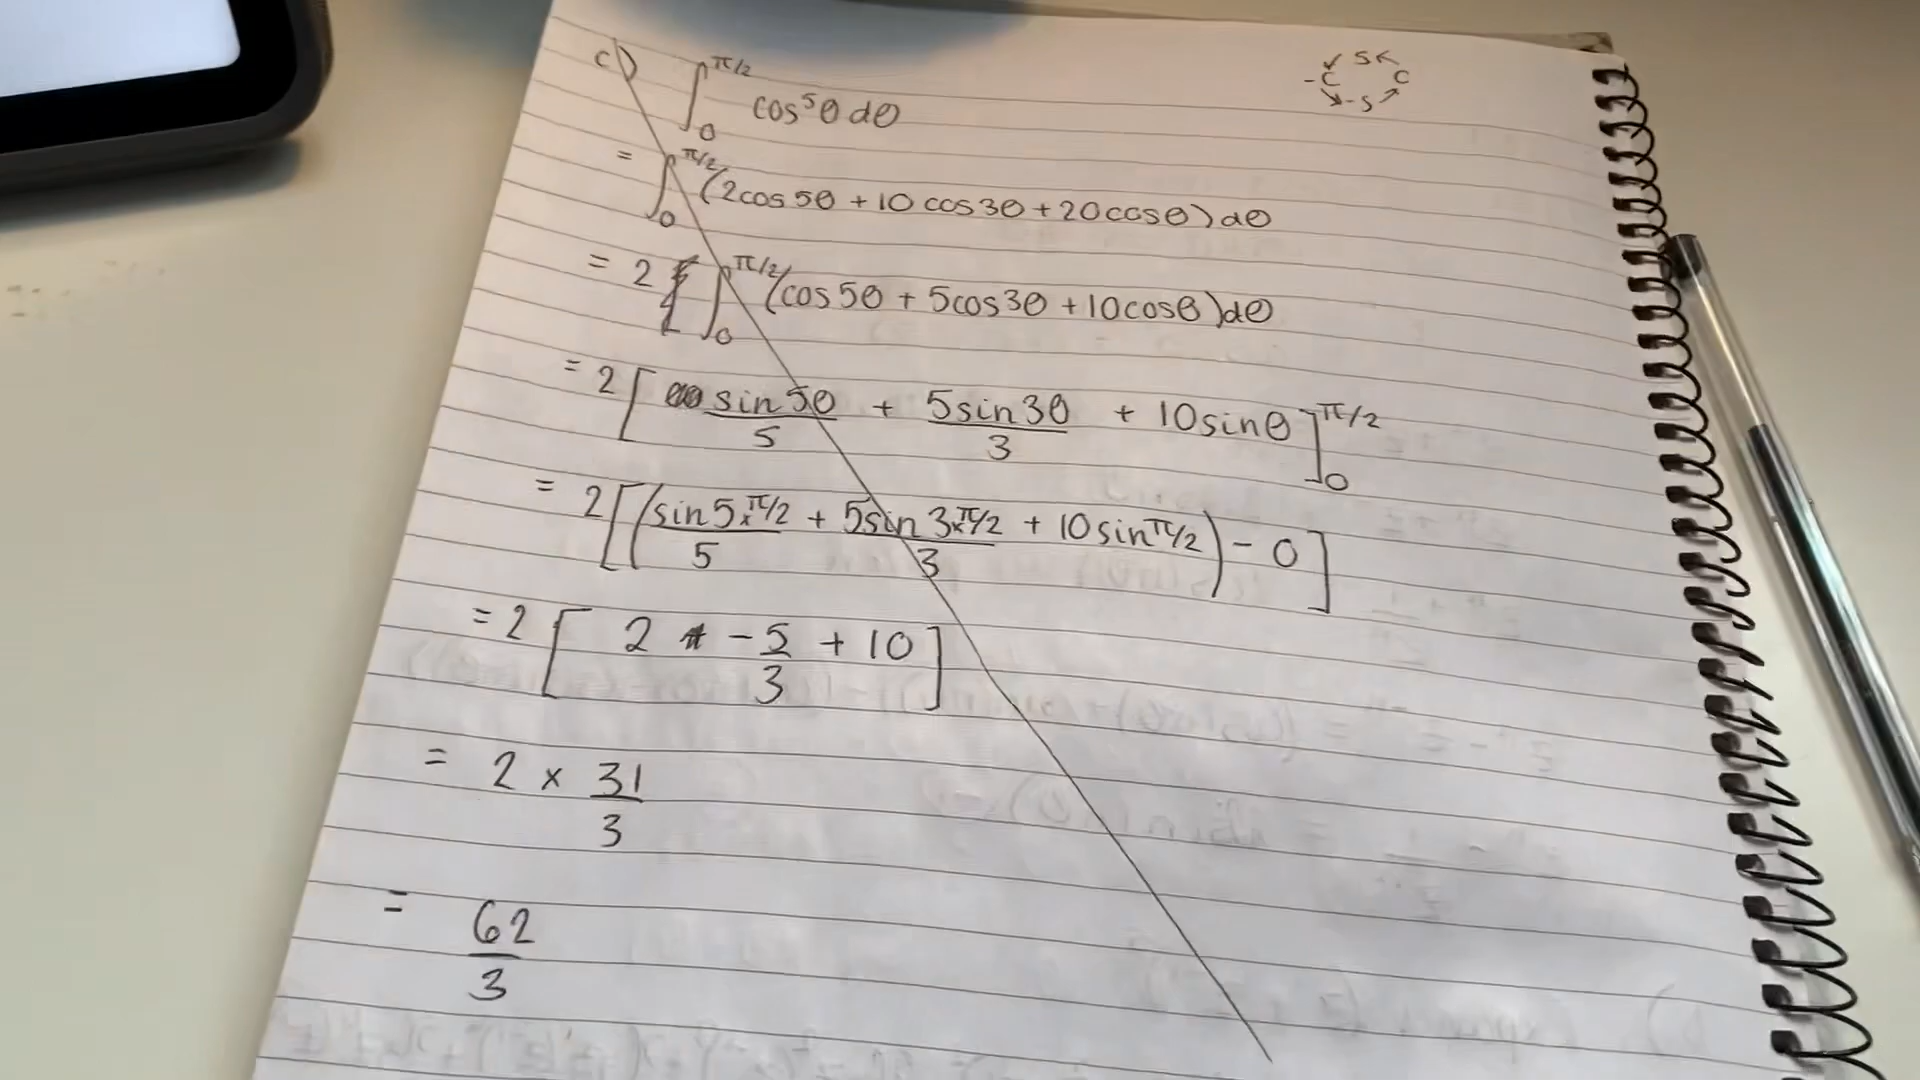 c) ∫₀^π/2 cos⁵θ dθ
S
-C C
-S
= ∫₀^π/2 (2cos5θ + 10cos3θ + 20cosθ)dθ
= 2 ∫₀^π/2 (cos5θ + 5cos3θ + 10cosθ)dθ
= 2[ sin5θ/5 + 5sin3θ/3 + 10sinθ ]₀^π/2
= 2[(sin5×π/2 /5 + 5sin3×π/2 /3 + 10sinπ/2) - 0]
= 2[ 2 - 5/3 + 10 ]
= 2 × 31/3
= 62/3